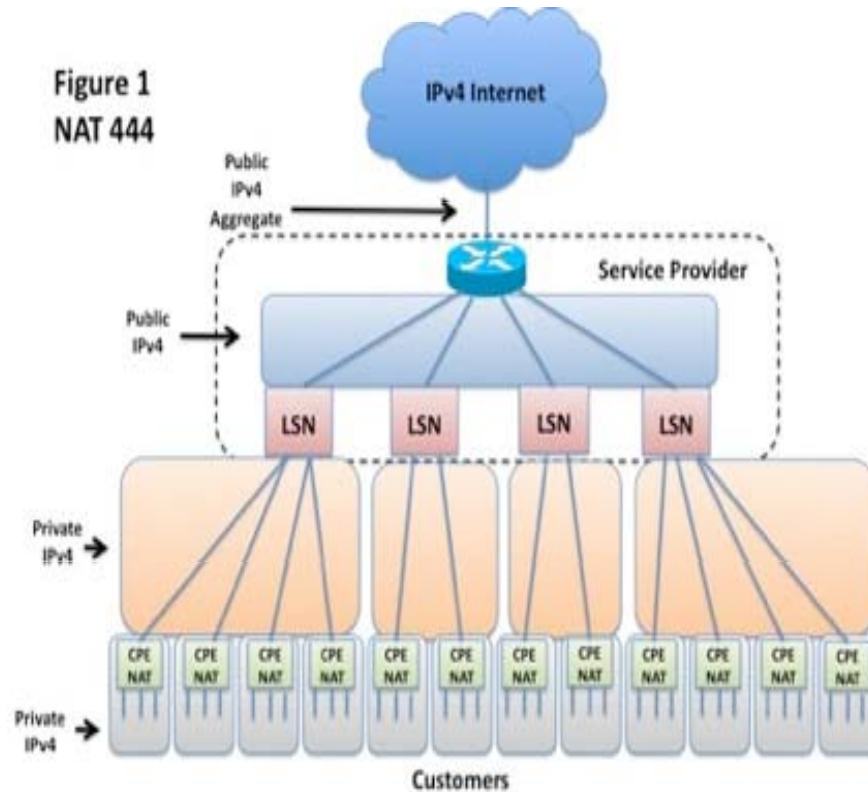 IPv4 Internet
Figure 1
NAT 444
Public
IPv4
Aggregate
Service Provider
Public
IPv4
LSN LSN LSN LSN
Private
IPv4
CPE CPE CPE CPE CPE CPE CPE CPE CPE CPE CPE CPE
NAT NAT NAT NAT NAT NAT NAT NAT NAT NAT NAT NAT
Private
IPv4
Customers